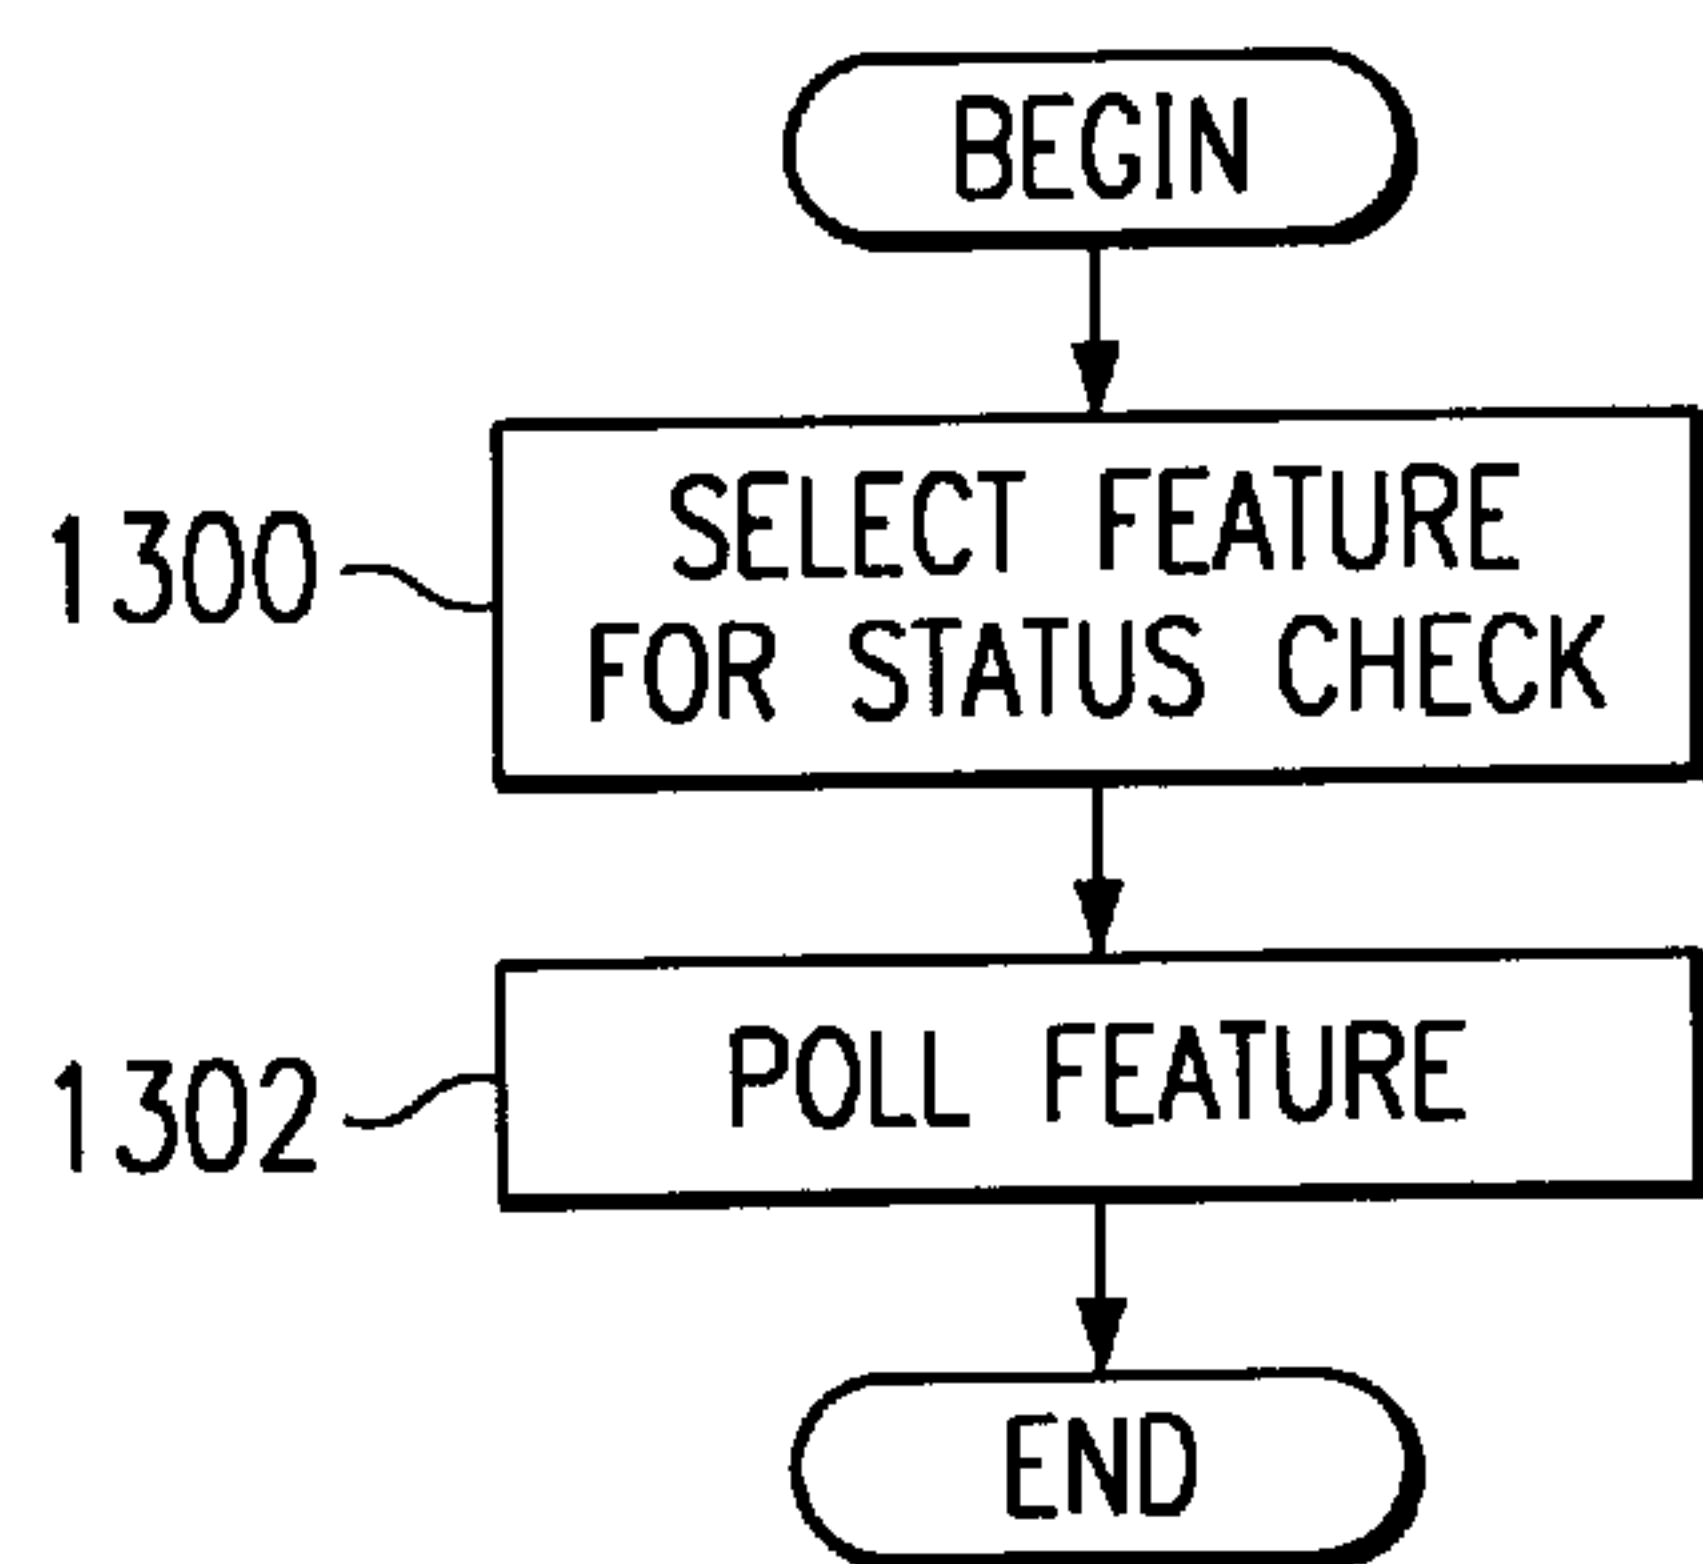 BEGIN
1300
SELECT FEATURE
FOR STATUS CHECK
1302
POLL FEATURE
END